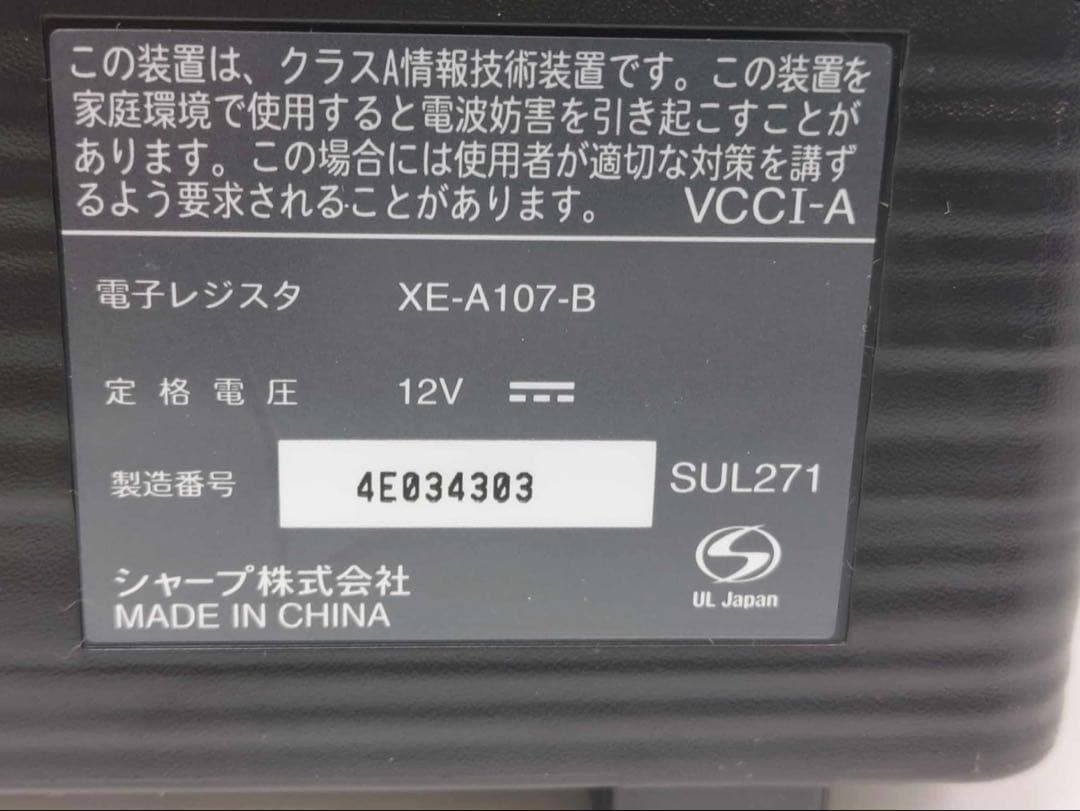 この装置は、クラスA情報技術装置です。この装置を
家庭環境で使用すると電波妨害を引き起こすことが
あります。この場合には使用者が適切な対策を講ず
るよう要求されることがあります。 VCCI-A
電子レジスタ XE-A107-B
定格電圧 12V
製造番号 4E034303 SUL271
UL Japan
シャープ株式会社
MADE IN CHINA